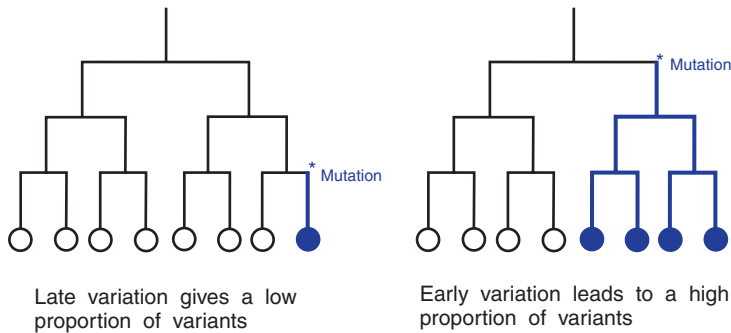 * Mutation
* Mutation
Late variation gives a low
proportion of variants
Early variation leads to a high
proportion of variants